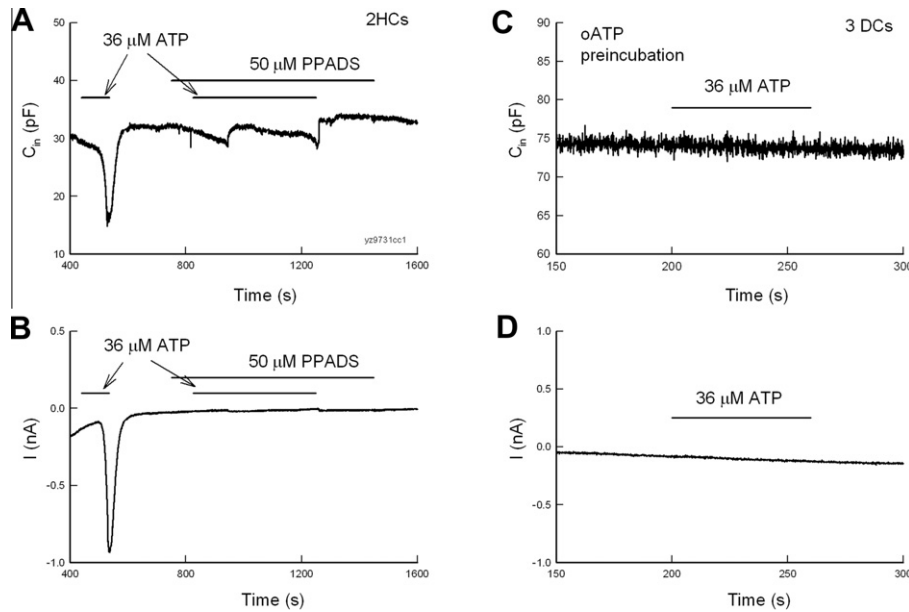 A
2HCs
36 μM ATP
50 μM PPADS
C_in (pF)
50
40
30
20
10
yz9731cc1
400 800 1200 1600
Time (s)
C
3 DCs
oATP
preincubation
36 μM ATP
C_in (pF)
90
85
80
75
70
65
60
150 200 250 300
Time (s)
B
36 μM ATP
50 μM PPADS
I (nA)
0.5
0.0
-0.5
-1.0
400 800 1200 1600
Time (s)
D
36 μM ATP
I (nA)
1.0
0.5
0.0
-0.5
-1.0
150 200 250 300
Time (s)